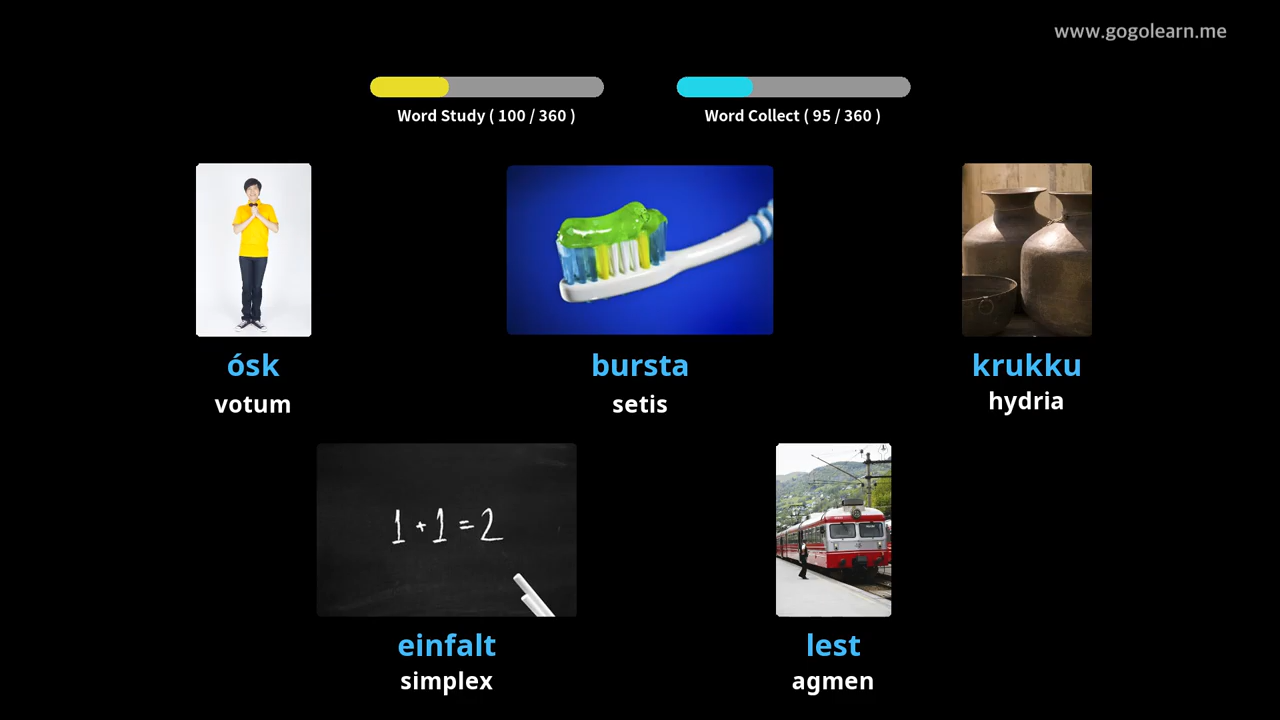 www.gogolearn.me
Word Study ( 100 / 360 )
Word Collect ( 95 / 360 )
ósk
votum
bursta
setis
krukku
hydria
1 + 1 = 2
einfalt
simplex
lest
agmen